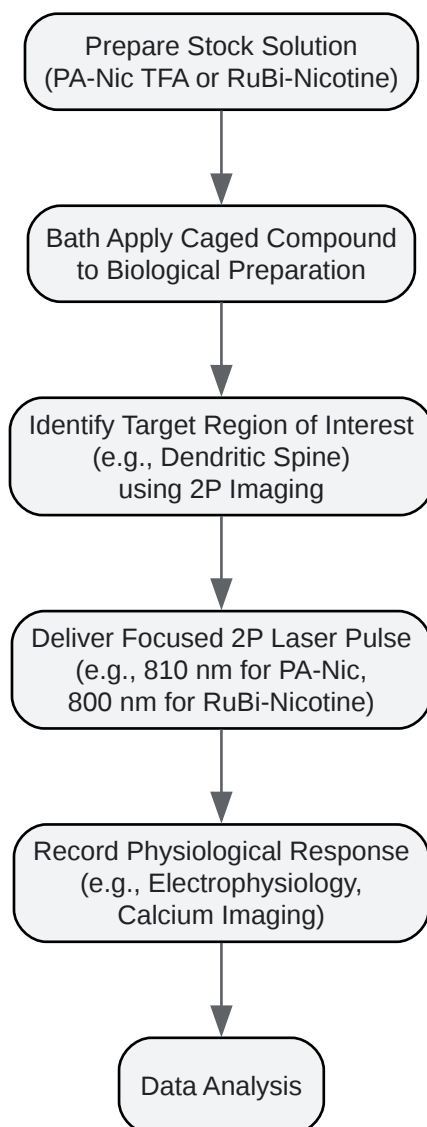 Prepare Stock Solution
(PA-Nic TFA or RuBi-Nicotine)
Bath Apply Caged Compound
to Biological Preparation
Identify Target Region of Interest
(e.g., Dendritic Spine)
using 2P Imaging
Deliver Focused 2P Laser Pulse
(e.g., 810 nm for PA-Nic,
800 nm for RuBi-Nicotine)
Record Physiological Response
(e.g., Electrophysiology,
Calcium Imaging)
Data Analysis